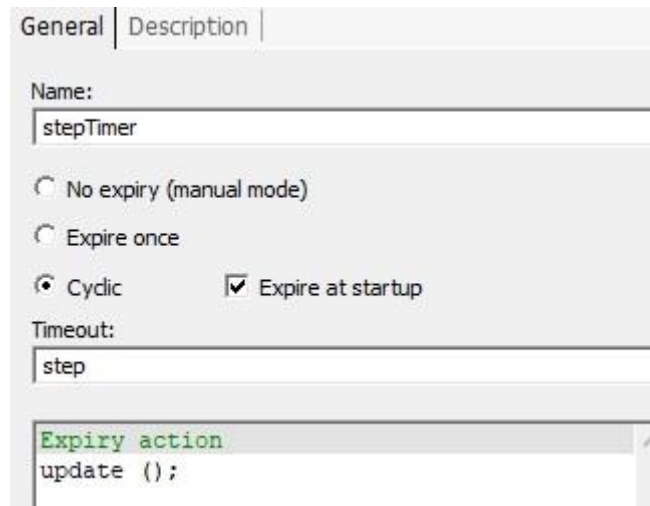 General Description
Name:
stepTimer
No expiry (manual mode)
Expire once
Cyclic Expire at startup
Timeout:
step
Expiry action
update ();